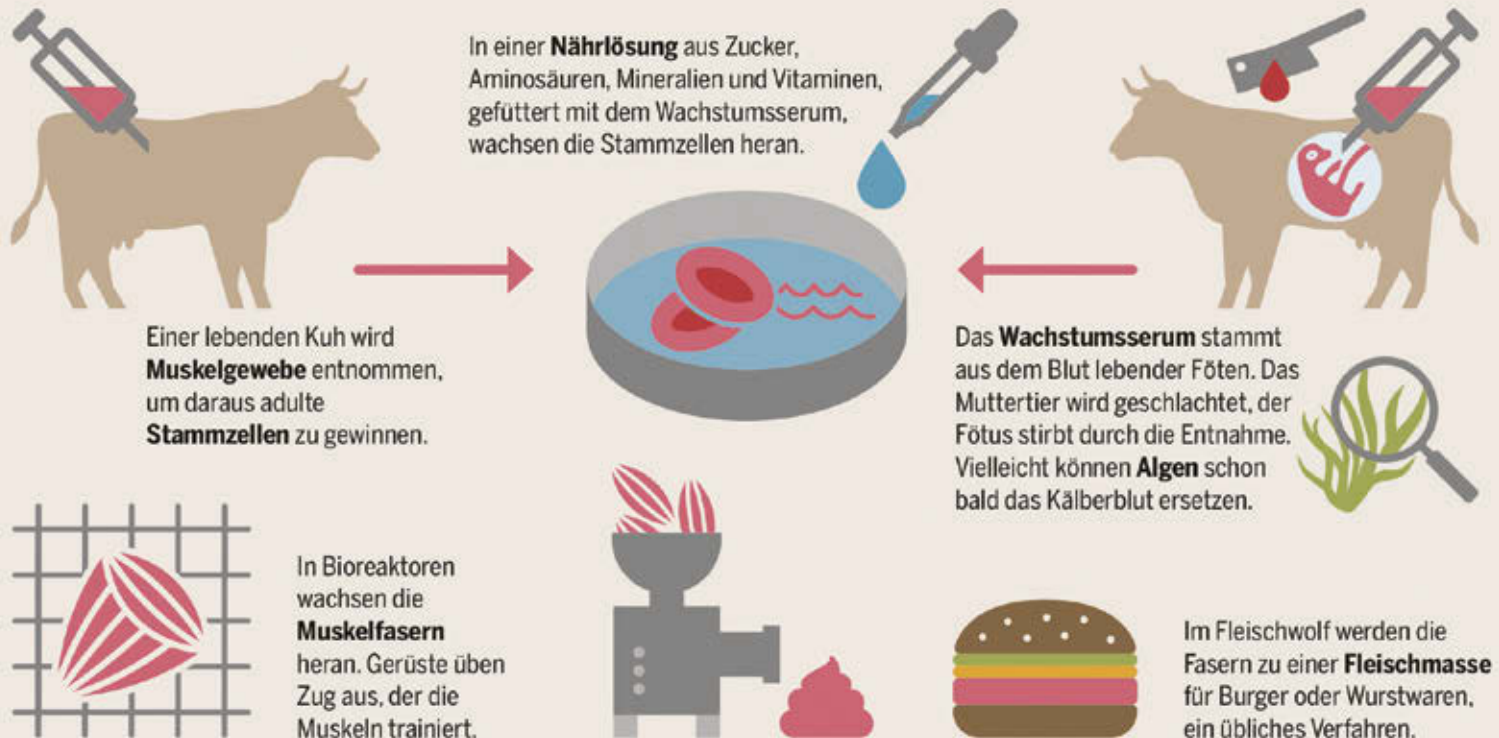 In einer Nährlösung aus Zucker,
Aminosäuren, Mineralien und Vitaminen,
gefüttert mit dem Wachstumsserum,
wachsen die Stammzellen heran.
Einer lebenden Kuh wird
Muskelgewebe entnommen,
um daraus adulte
Stammzellen zu gewinnen.
Das Wachstumsserum stammt
aus dem Blut lebender Föten. Das
Muttertier wird geschlachtet, der
Fötus stirbt durch die Entnahme.
Vielleicht können Algen schon
bald das Kälberblut ersetzen.
In Bioreaktoren
wachsen die
Muskelfasern
heran. Gerüste üben
Zug aus, der die
Muskeln trainiert.
Im Fleischwolf werden die
Fasern zu einer Fleischmasse
für Burger oder Wurstwaren,
ein übliches Verfahren.